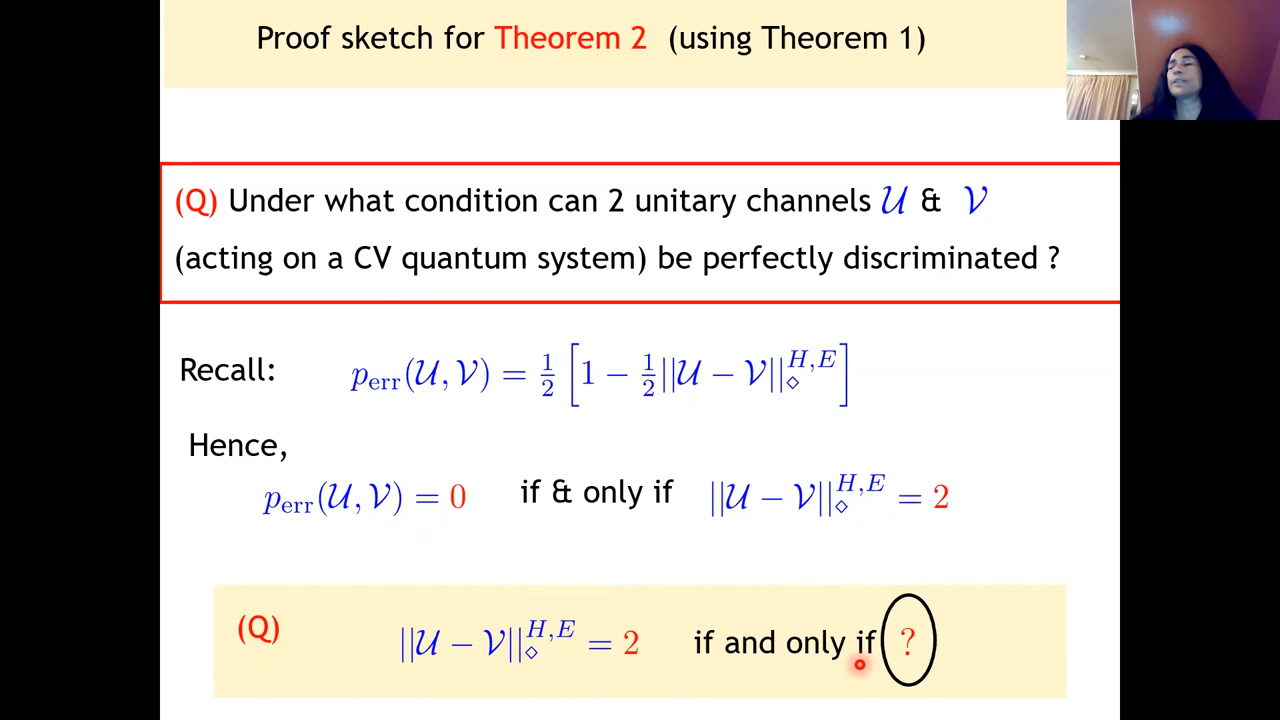 Proof sketch for Theorem 2 (using Theorem 1)
(Q) Under what condition can 2 unitary channels 𝒰 & 𝒱
(acting on a CV quantum system) be perfectly discriminated ?
Recall: p_err(𝒰, 𝒱) = 1/2 [1 − 1/2 ||𝒰 − 𝒱||_⋄^{H,E}]
Hence,
p_err(𝒰, 𝒱) = 0 if & only if ||𝒰 − 𝒱||_⋄^{H,E} = 2
(Q) ||𝒰 − 𝒱||_⋄^{H,E} = 2 if and only if ?